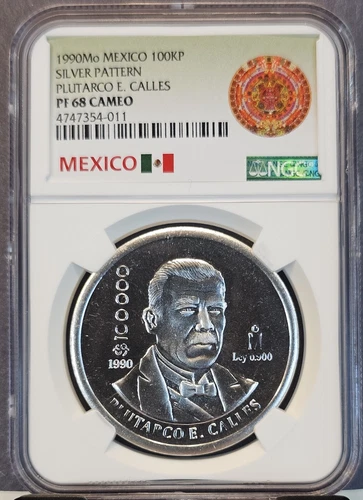 1990Mo MEXICO 100KP
SILVER PATTERN
PLUTARCO E. CALLES
PF 68 CAMEO
4747354-011
MEXICO
NGC
100000
1990
Ley 0.900
PLUTARCO E. CALLES